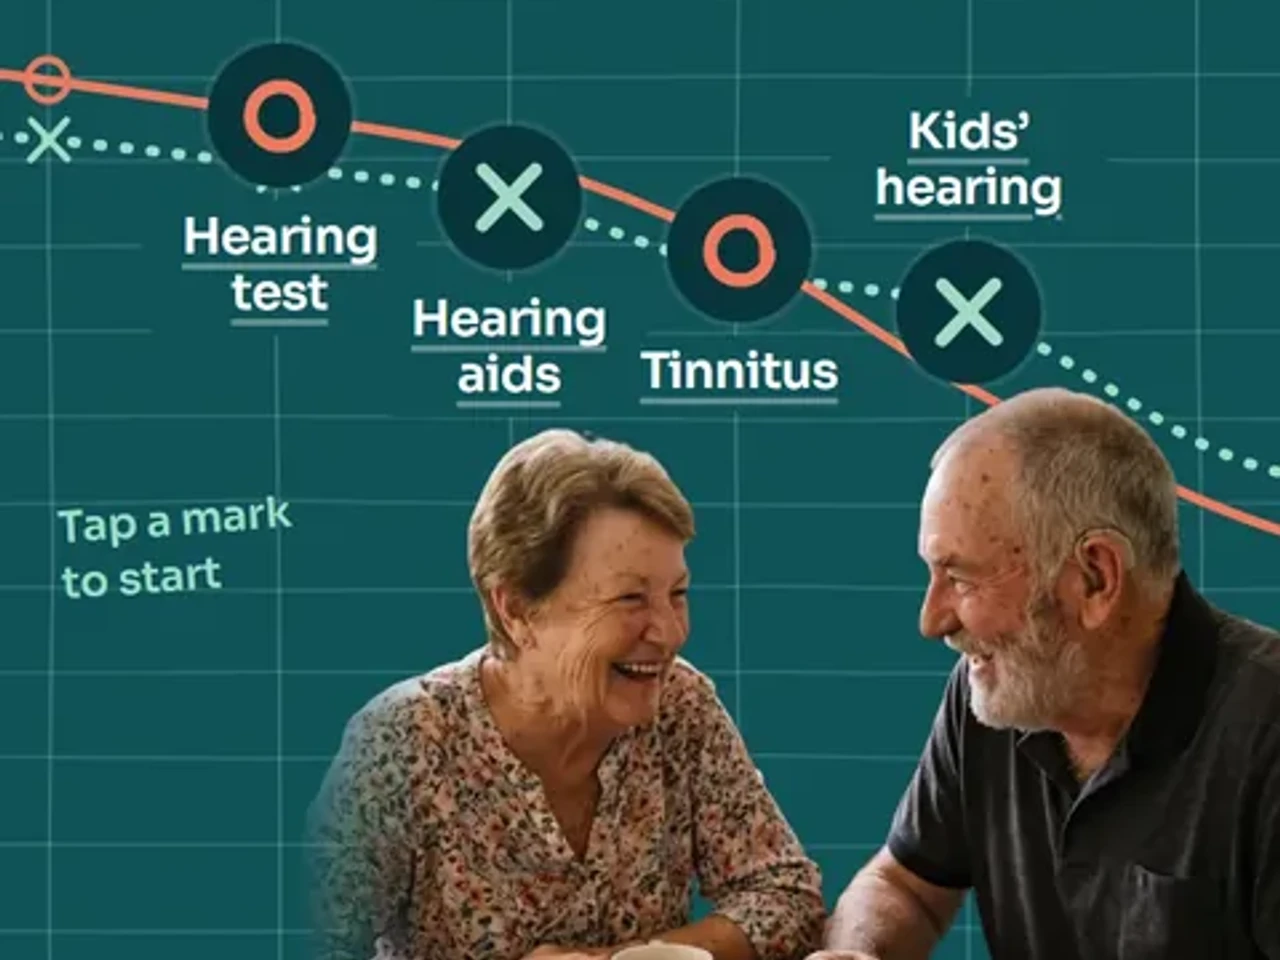 Kids’
hearing
Hearing
test
Hearing
aids
Tinnitus
Tap a mark
to start